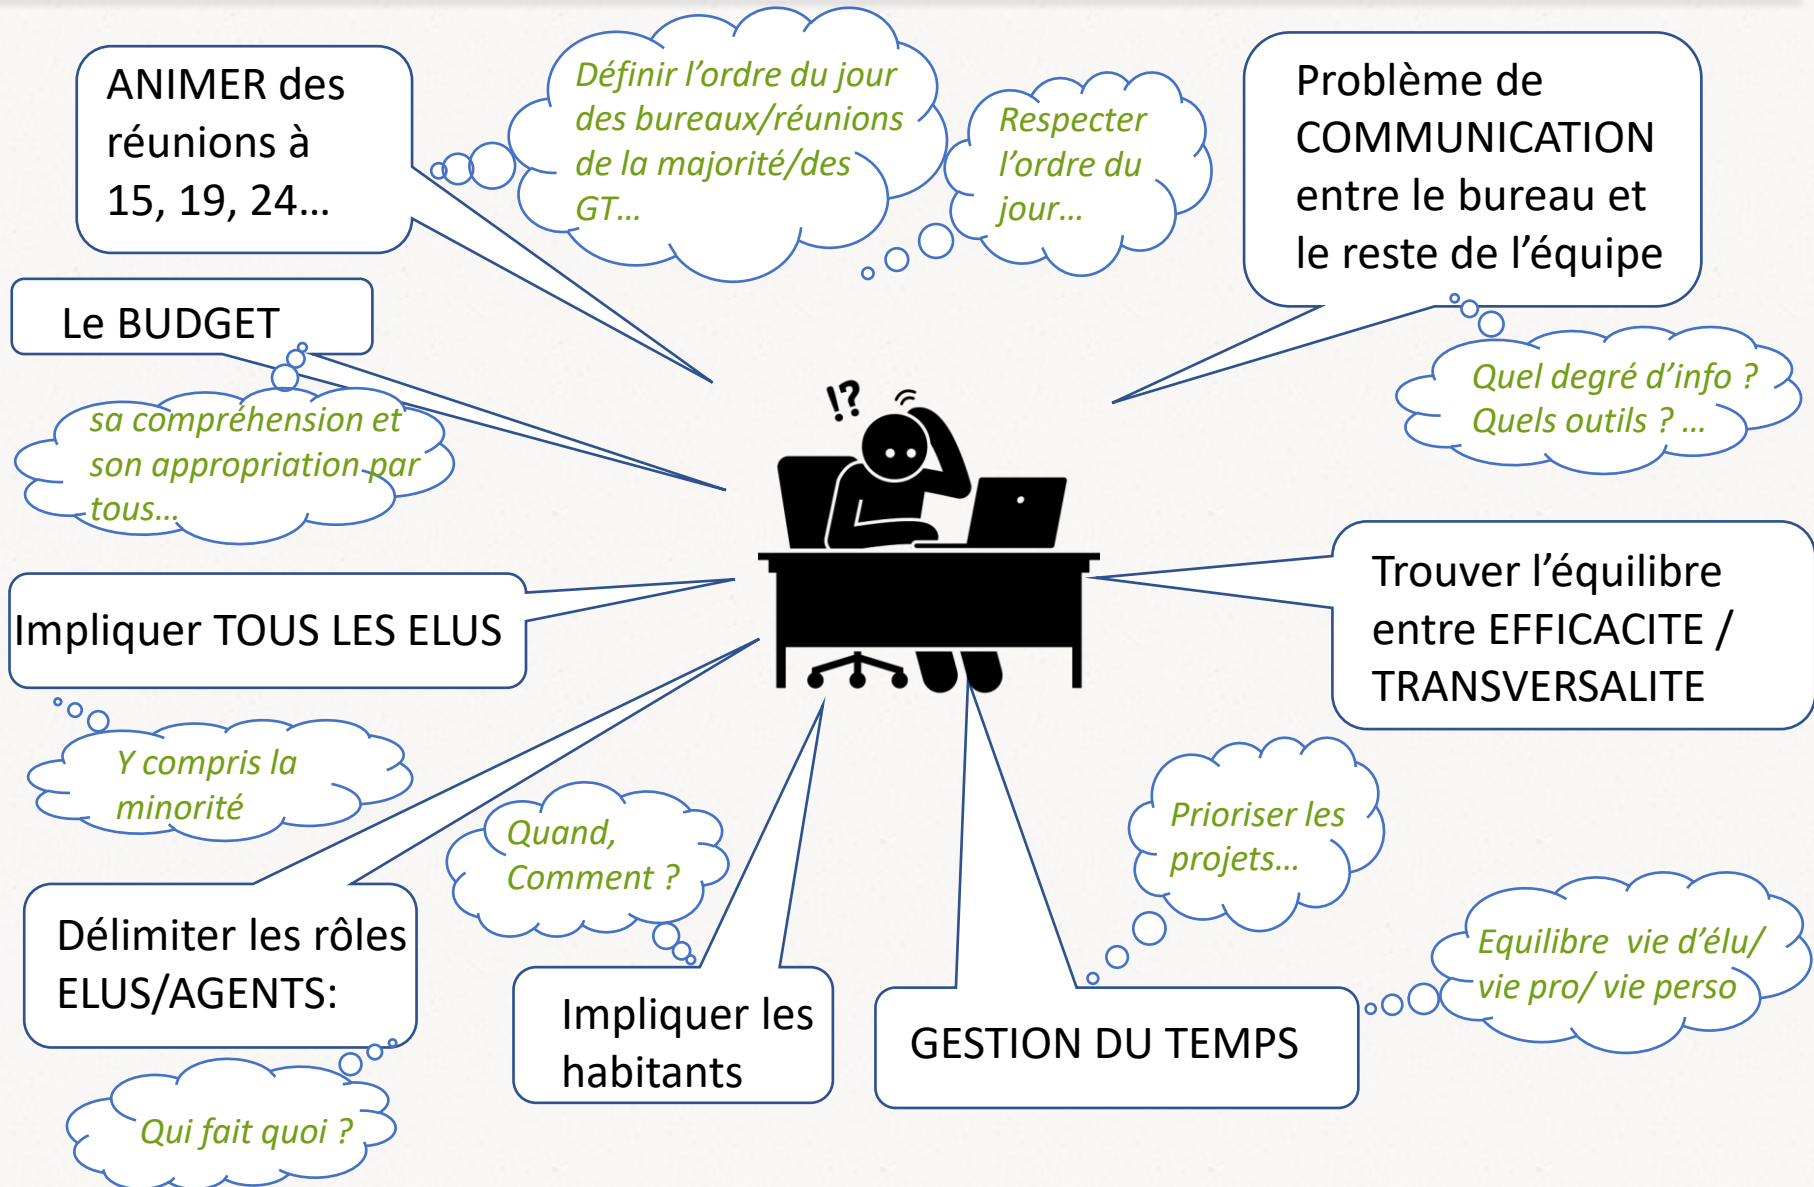 ANIMER des
réunions à
15, 19, 24…
Définir l’ordre du jour
des bureaux/réunions
de la majorité/des
GT…
Respecter
l’ordre du
jour…
Problème de
COMMUNICATION
entre le bureau et
le reste de l’équipe
Quel degré d’info ?
Quels outils ? …
Le BUDGET
sa compréhension et
son appropriation par
tous…
!?
Impliquer TOUS LES ELUS
Y compris la
minorité
Trouver l’équilibre
entre EFFICACITE /
TRANSVERSALITE
Délimiter les rôles
ELUS/AGENTS:
Qui fait quoi ?
Quand,
Comment ?
Impliquer les
habitants
Prioriser les
projets…
GESTION DU TEMPS
Equilibre  vie d’élu/
vie pro/ vie perso